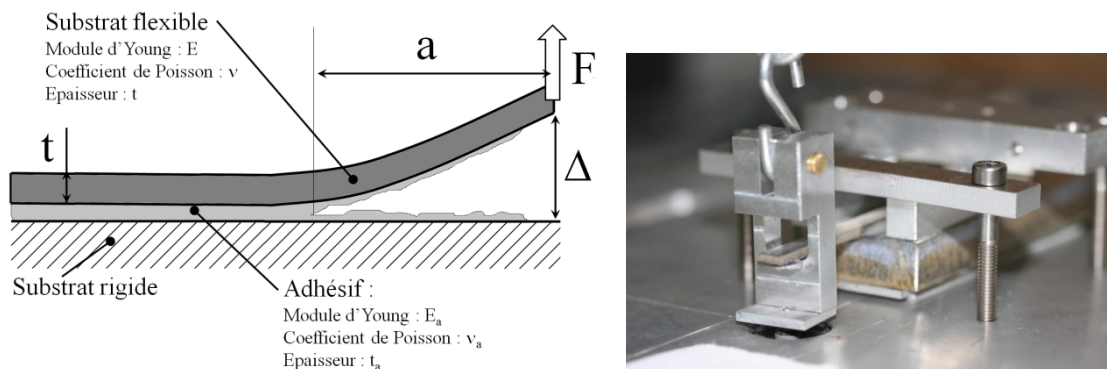 Substrat flexible
Module d'Young : E
Coefficient de Poisson : ν
Epaisseur : t
a
F
t
Δ
Substrat rigide
Adhésif :
Module d'Young : Eₐ
Coefficient de Poisson : νₐ
Epaisseur : tₐ